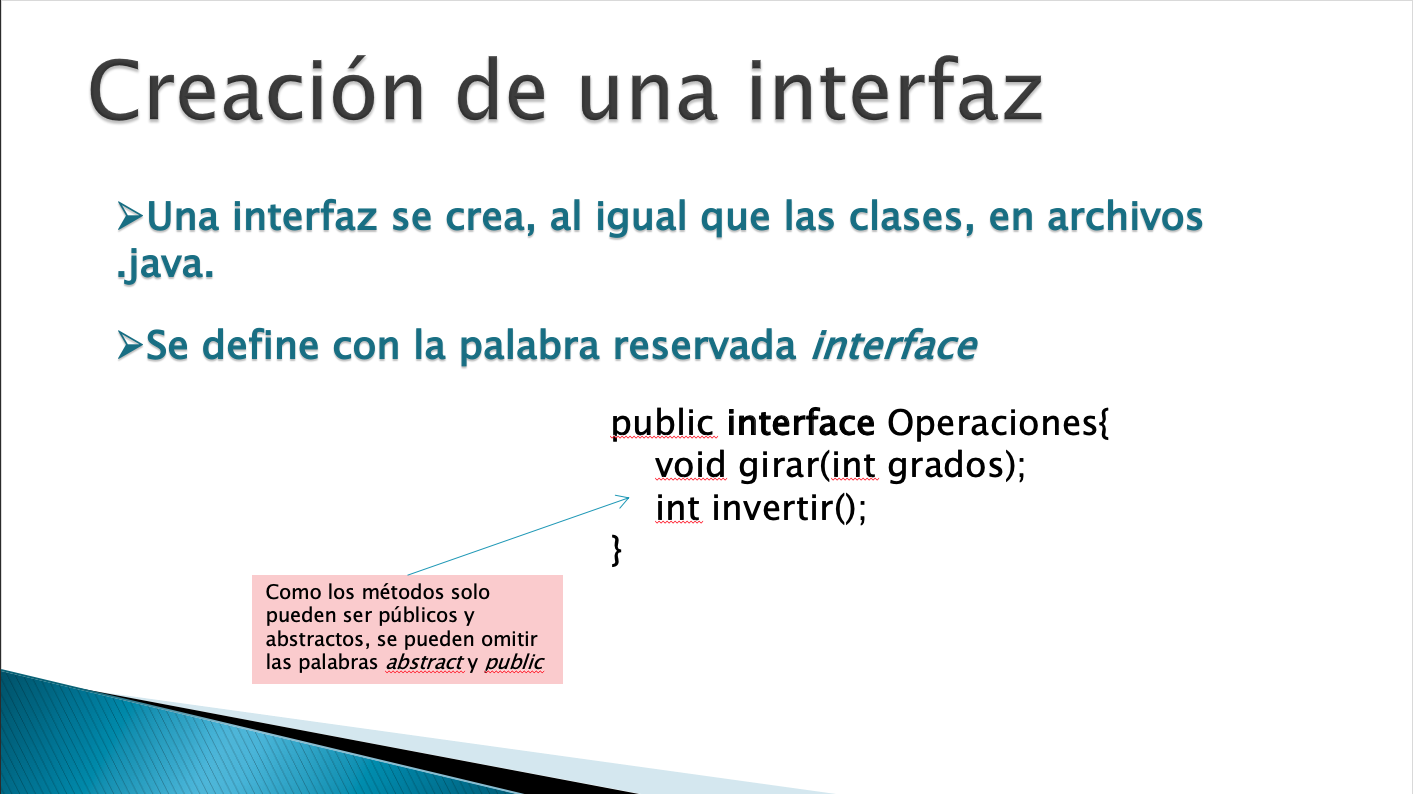 Creación de una interfaz
➢Una interfaz se crea, al igual que las clases, en archivos
.java.
➢Se define con la palabra reservada interface
public interface Operaciones{
void girar(int grados);
int invertir();
}
Como los métodos solo
pueden ser públicos y
abstractos, se pueden omitir
las palabras abstract y public